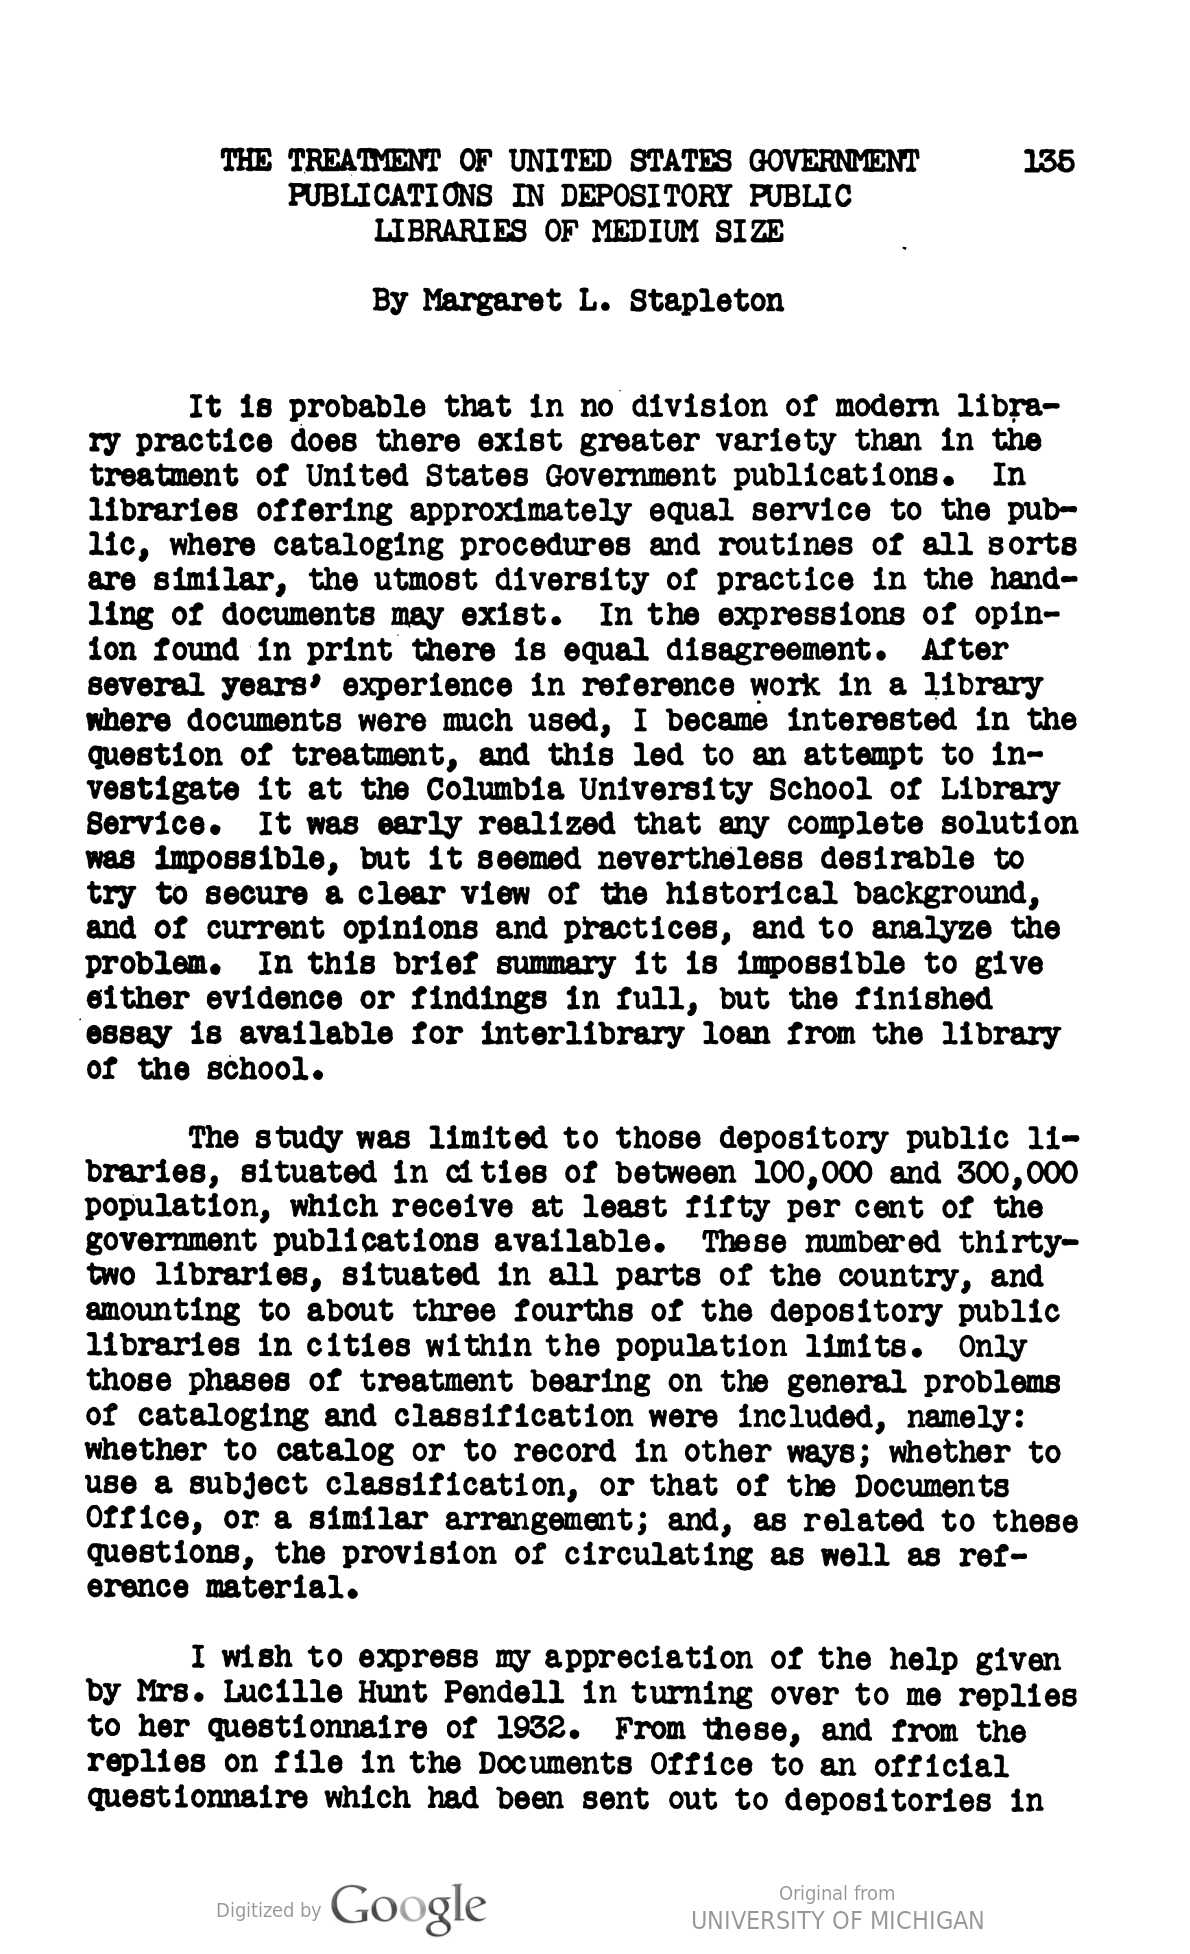 THE TREATMENT OF UNITED STATES GOVERNMENT 135
PUBLICATIONS IN DEPOSITORY PUBLIC
LIBRARIES OF MEDIUM SIZE
By Margaret L. Stapleton
It is probable that in no division of modern libra-
ry practice does there exist greater variety than in the
treatment of United States Government publications. In
libraries offering approximately equal service to the pub-
lic, where cataloging procedures and routines of all sorts
are similar, the utmost diversity of practice in the hand-
ling of documents may exist. In the expressions of opin-
ion found in print there is equal disagreement. After
several years' experience in reference work in a library
where documents were much used, I became interested in the
question of treatment, and this led to an attempt to in-
vestigate it at the Columbia University School of Library
Service. It was early realized that any complete solution
was impossible, but it seemed nevertheless desirable to
try to secure a clear view of the historical background,
and of current opinions and practices, and to analyze the
problem. In this brief summary it is impossible to give
either evidence or findings in full, but the finished
essay is available for interlibrary loan from the library
of the school.
The study was limited to those depository public li-
braries, situated in cities of between 100,000 and 300,000
population, which receive at least fifty per cent of the
government publications available. These numbered thirty-
two libraries, situated in all parts of the country, and
amounting to about three fourths of the depository public
libraries in cities within the population limits. Only
those phases of treatment bearing on the general problems
of cataloging and classification were included, namely:
whether to catalog or to record in other ways; whether to
use a subject classification, or that of the Documents
Office, or a similar arrangement; and, as related to these
questions, the provision of circulating as well as ref-
erence material.
I wish to express my appreciation of the help given
by Mrs. Lucille Hunt Pendell in turning over to me replies
to her questionnaire of 1932. From these, and from the
replies on file in the Documents Office to an official
questionnaire which had been sent out to depositories in
Digitized by Google
Original from
UNIVERSITY OF MICHIGAN